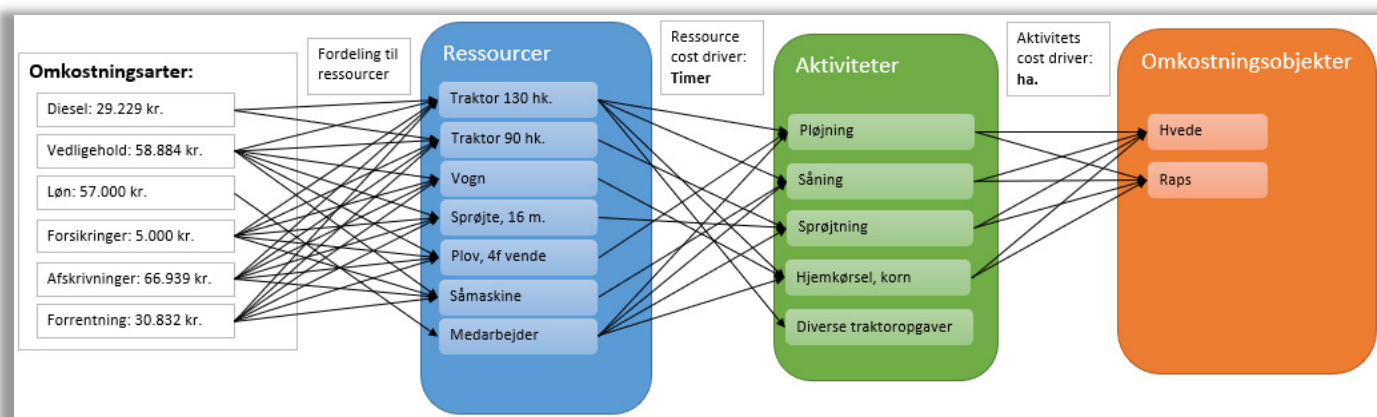 Omkostningsarter:
Diesel: 29.229 kr.
Vedligehold: 58.884 kr.
Løn: 57.000 kr.
Forsikringer: 5.000 kr.
Afskrivninger: 66.939 kr.
Forrentning: 30.832 kr.
Fordeling til
ressourcer
Ressourcer
Traktor 130 hk.
Traktor 90 hk.
Vogn
Sprøjte, 16 m.
Plov, 4f vende
Såmaskine
Medarbejder
Ressource
cost driver:
Timer
Aktiviteter
Pløjning
Såning
Sprøjtning
Hjemkørsel, korn
Diverse traktoropgaver
Aktivitets
cost driver:
ha.
Omkostningsobjekter
Hvede
Raps